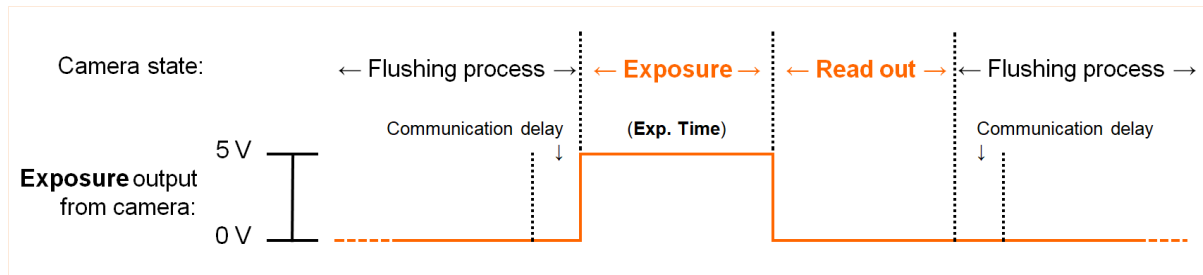 Camera state:
← Flushing process →
← Exposure →
← Read out →
← Flushing process →
Communication delay
↓
(Exp. Time)
Communication delay
↓
5 V
Exposure output
from camera:
0 V